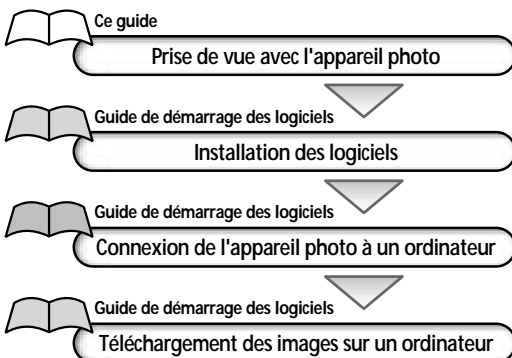 Ce guide
Prise de vue avec l'appareil photo
Guide de démarrage des logiciels
Installation des logiciels
Guide de démarrage des logiciels
Connexion de l'appareil photo à un ordinateur
Guide de démarrage des logiciels
Téléchargement des images sur un ordinateur